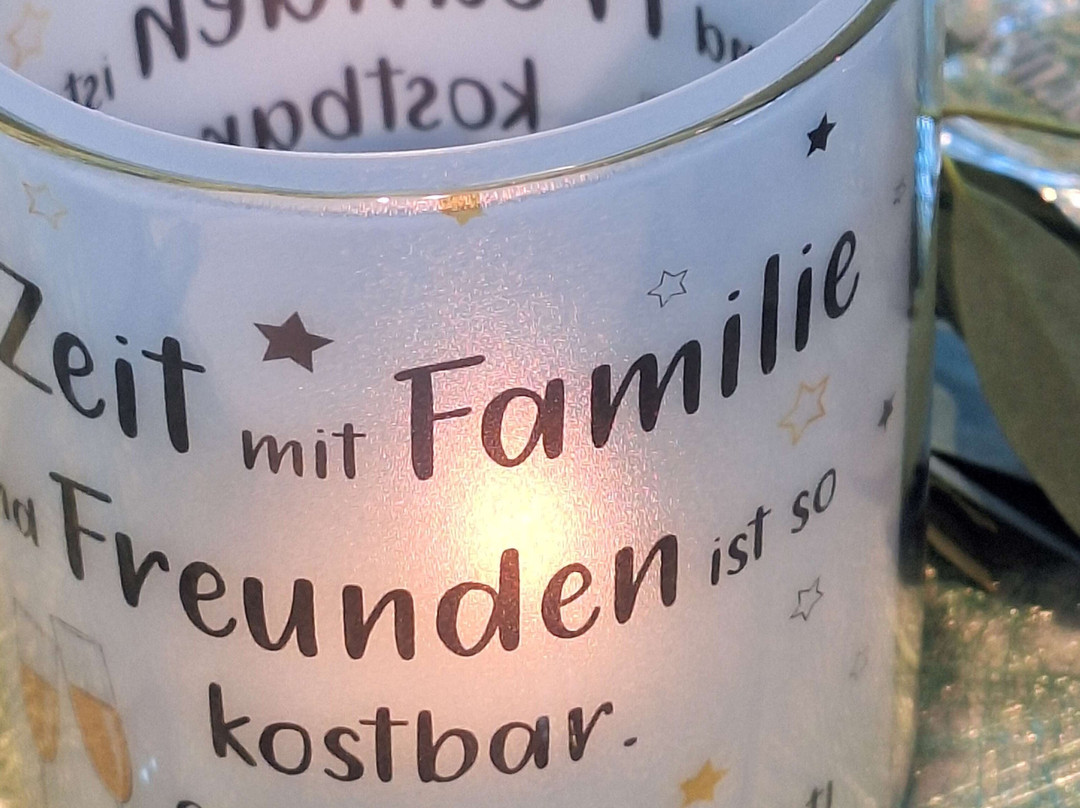 Zeit mit Familie
Freunden ist so
kostbar.